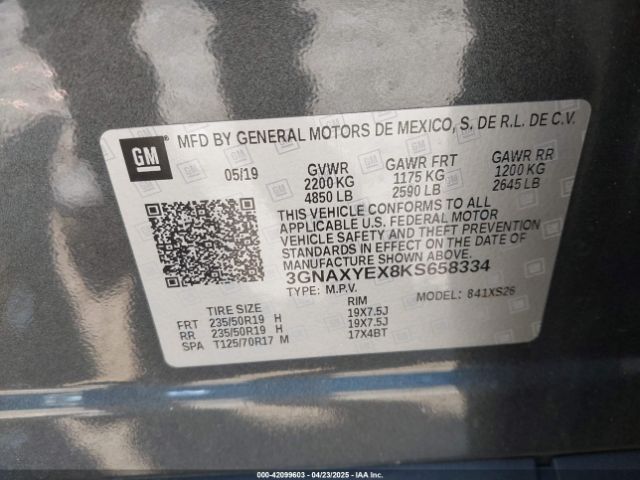 GM
MFD BY GENERAL MOTORS DE MEXICO, S. DE R.L. DE C.V.
05/19 GVWR GAWR FRT GAWR RR
2200 KG 1175 KG 1200 KG
4850 LB 2590 LB 2645 LB
THIS VEHICLE CONFORMS TO ALL
APPLICABLE U.S. FEDERAL MOTOR
VEHICLE SAFETY AND THEFT PREVENTION
STANDARDS IN EFFECT ON THE DATE OF
MANUFACTURE SHOWN ABOVE.
3GNAXYEX8KS658334
TYPE: M.P.V. MODEL: 841XS26
TIRE SIZE RIM
FRT 235/50R19 H 19X7.5J
RR 235/50R19 H 19X7.5J
SPA T125/70R17 M 17X4BT
000-42099603 - 04/23/2025 - IAA, Inc.